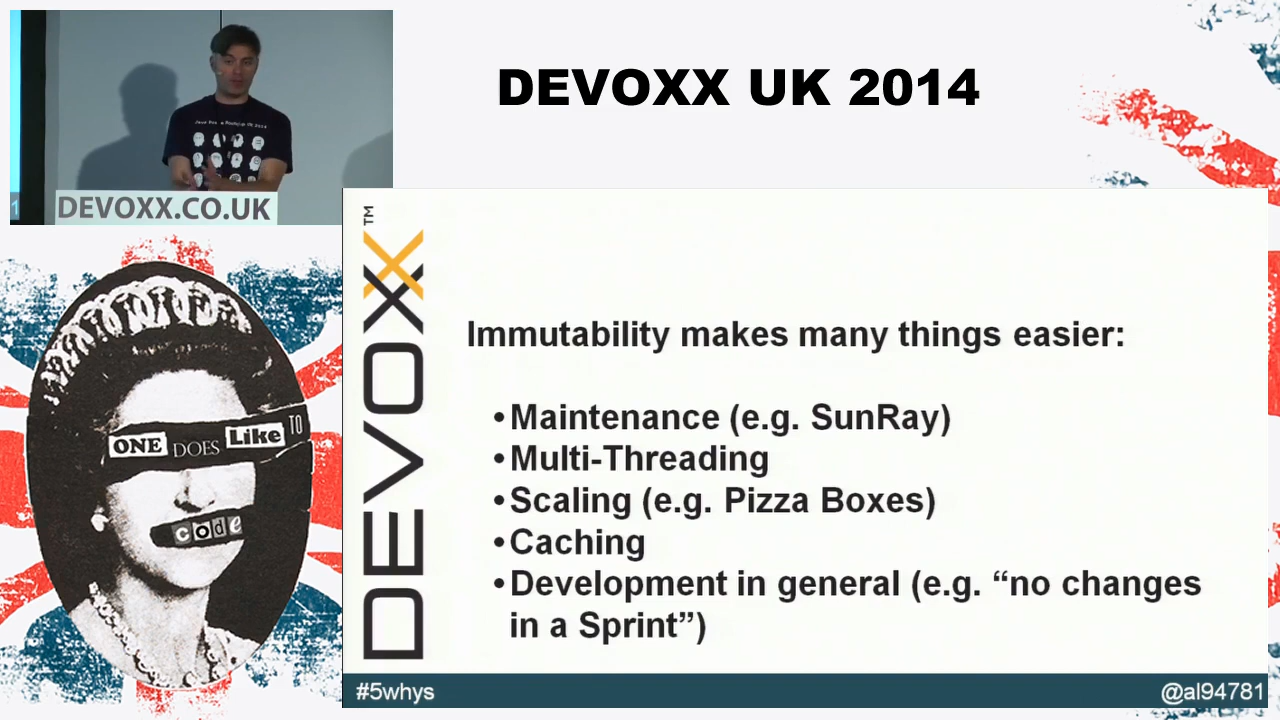 DEVOXX UK 2014
DEVOXX.CO.UK
1
ONE DOES Like TO
code
DEVOXX™
Immutability makes many things easier:
•Maintenance (e.g. SunRay)
•Multi-Threading
•Scaling (e.g. Pizza Boxes)
•Caching
•Development in general (e.g. “no changes
in a Sprint”)
#5whys
@al94781